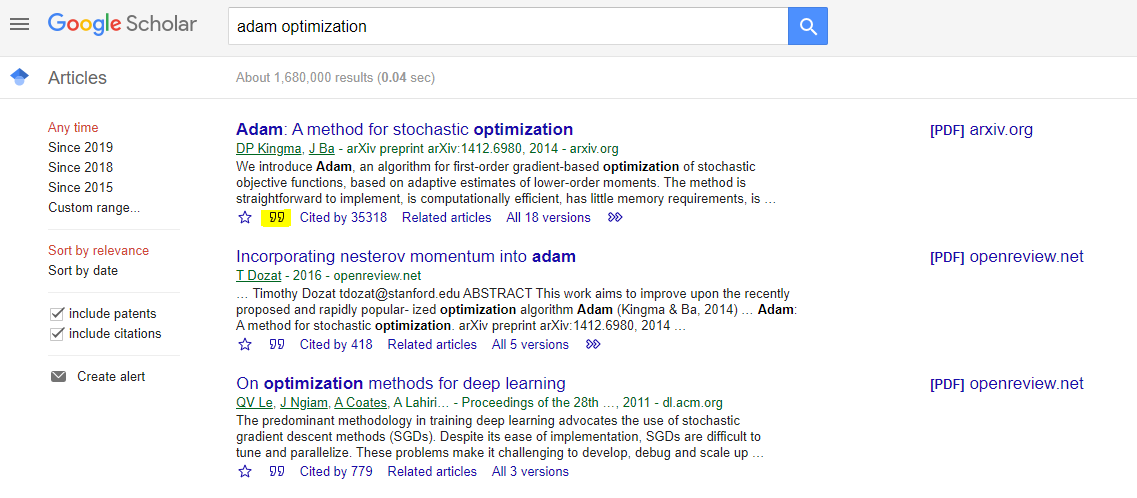 Google Scholar
adam optimization
Articles
About 1,680,000 results (0.04 sec)
Any time
Since 2019
Since 2018
Since 2015
Custom range...
Sort by relevance
Sort by date
include patents
include citations
Create alert
Adam: A method for stochastic optimization
DP Kingma, J Ba - arXiv preprint arXiv:1412.6980, 2014 - arxiv.org
We introduce Adam, an algorithm for first-order gradient-based optimization of stochastic
objective functions, based on adaptive estimates of lower-order moments. The method is
straightforward to implement, is computationally efficient, has little memory requirements, is …
Cited by 35318 Related articles All 18 versions
[PDF] arxiv.org
Incorporating nesterov momentum into adam
T Dozat - 2016 - openreview.net
… Timothy Dozat tdozat@stanford.edu ABSTRACT This work aims to improve upon the recently
proposed and rapidly popular- ized optimization algorithm Adam (Kingma & Ba, 2014) … Adam:
A method for stochastic optimization. arXiv preprint arXiv:1412.6980, 2014 …
Cited by 418 Related articles All 5 versions
[PDF] openreview.net
On optimization methods for deep learning
QV Le, J Ngiam, A Coates, A Lahiri… - Proceedings of the 28th …, 2011 - dl.acm.org
The predominant methodology in training deep learning advocates the use of stochastic
gradient descent methods (SGDs). Despite its ease of implementation, SGDs are difficult to
tune and parallelize. These problems make it challenging to develop, debug and scale up …
Cited by 779 Related articles All 3 versions
[PDF] openreview.net